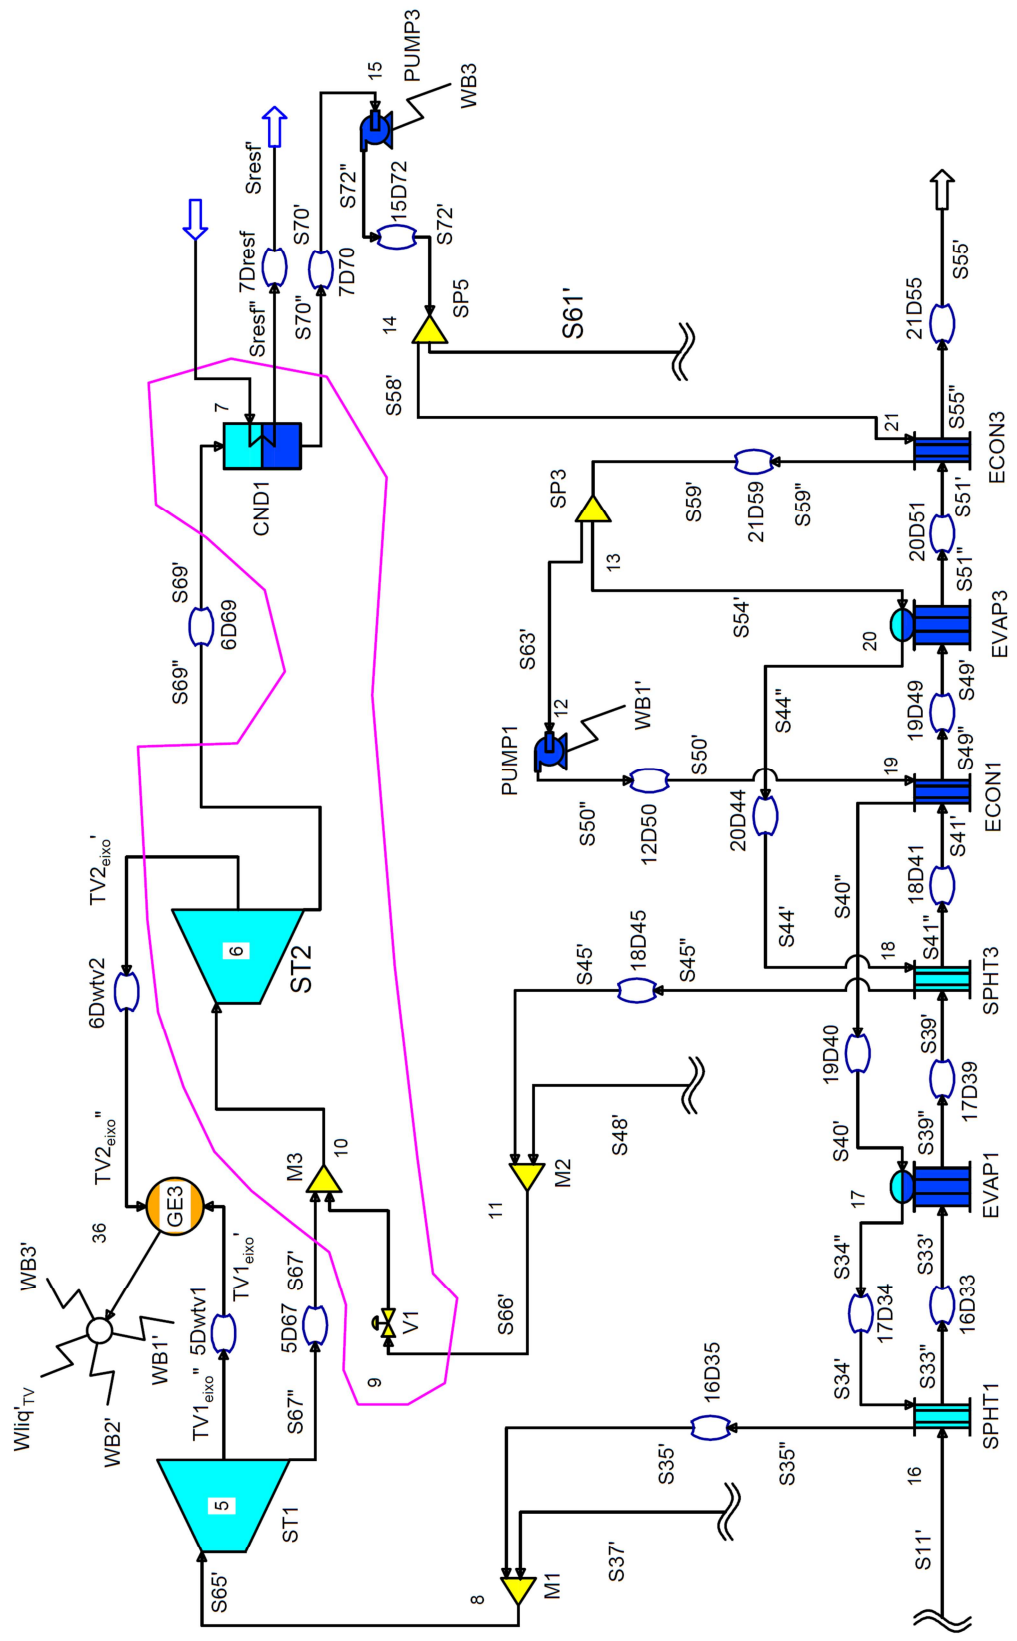 Wliq'TV
WB3'
WB2'
WB1'
36
GE3
TV2eixo"
6Dwtv2
TV2eixo'
TV1eixo"
5Dwtv1
TV1eixo'
5
ST1
S65'
S67"
5D67
S67'
M3
10
6
ST2
S69"
6D69
S69'
CND1
7
Sresf"
7Dresf
Sresf'
S70"
7D70
S70'
15
PUMP3
WB3
S72"
15D72
S72'
SP5
14
S58'
S61'
9
V1
S66'
11
M2
S48'
S45'
18D45
S45"
8
M1
S37'
S35'
16D35
S35"
PUMP1
12
WB1'
S63'
SP3
13
S59'
21D59
S59"
S50"
12D50
S50'
S54'
S44"
20D44
S44'
S40"
19D40
S40'
S34"
17D34
S34'
S11'
16
SPHT1
S33"
16D33
S33'
17
EVAP1
S39"
17D39
S39'
18
SPHT3
S41"
18D41
S41'
19
ECON1
S49"
19D49
S49'
20
EVAP3
S51"
20D51
S51'
21
ECON3
S55"
21D55
S55'